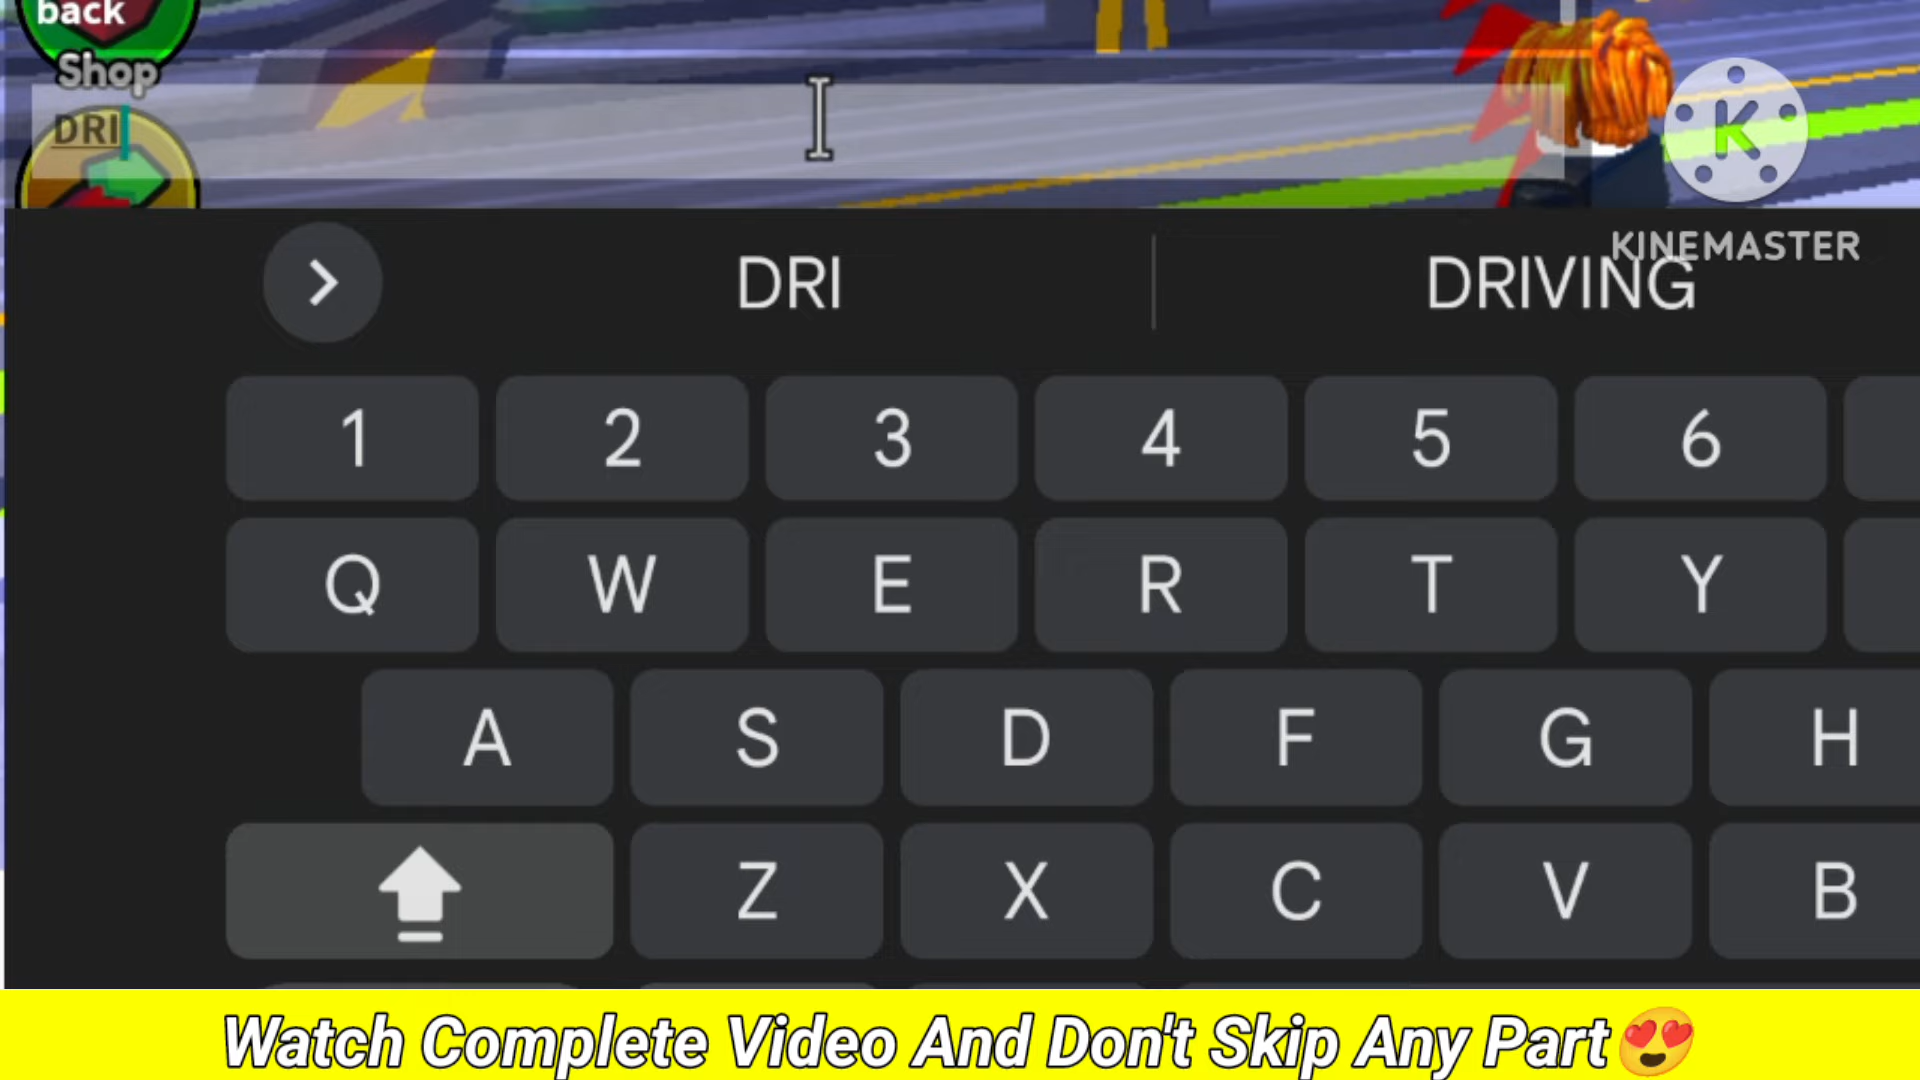 back
Shop
DRI
K
KINEMASTER
DRI
DRIVING
1 2 3 4 5 6
Q W E R T Y
A S D F G H
Z X C V B
Watch Complete Video And Don't Skip Any Part😍